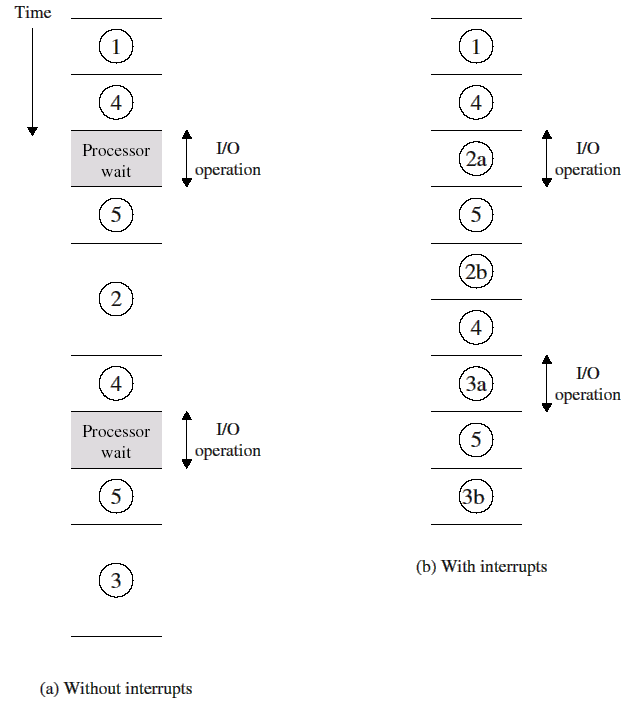 Time
1
4
Processor
wait
I/O
operation
5
2
4
Processor
wait
I/O
operation
5
3
(a) Without interrupts
1
4
2a
I/O
operation
5
2b
4
3a
I/O
operation
5
3b
(b) With interrupts